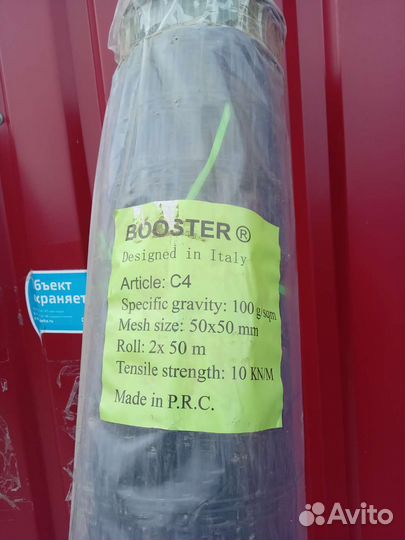 BOOSTER ®
Designed in Italy
Article: C4
Specific gravity: 100 g/sqm
Mesh size: 50x50 mm
Roll: 2x 50 m
Tensile strength: 10 KN/M
Made in P.R.C.
бъект
храняет
Avito